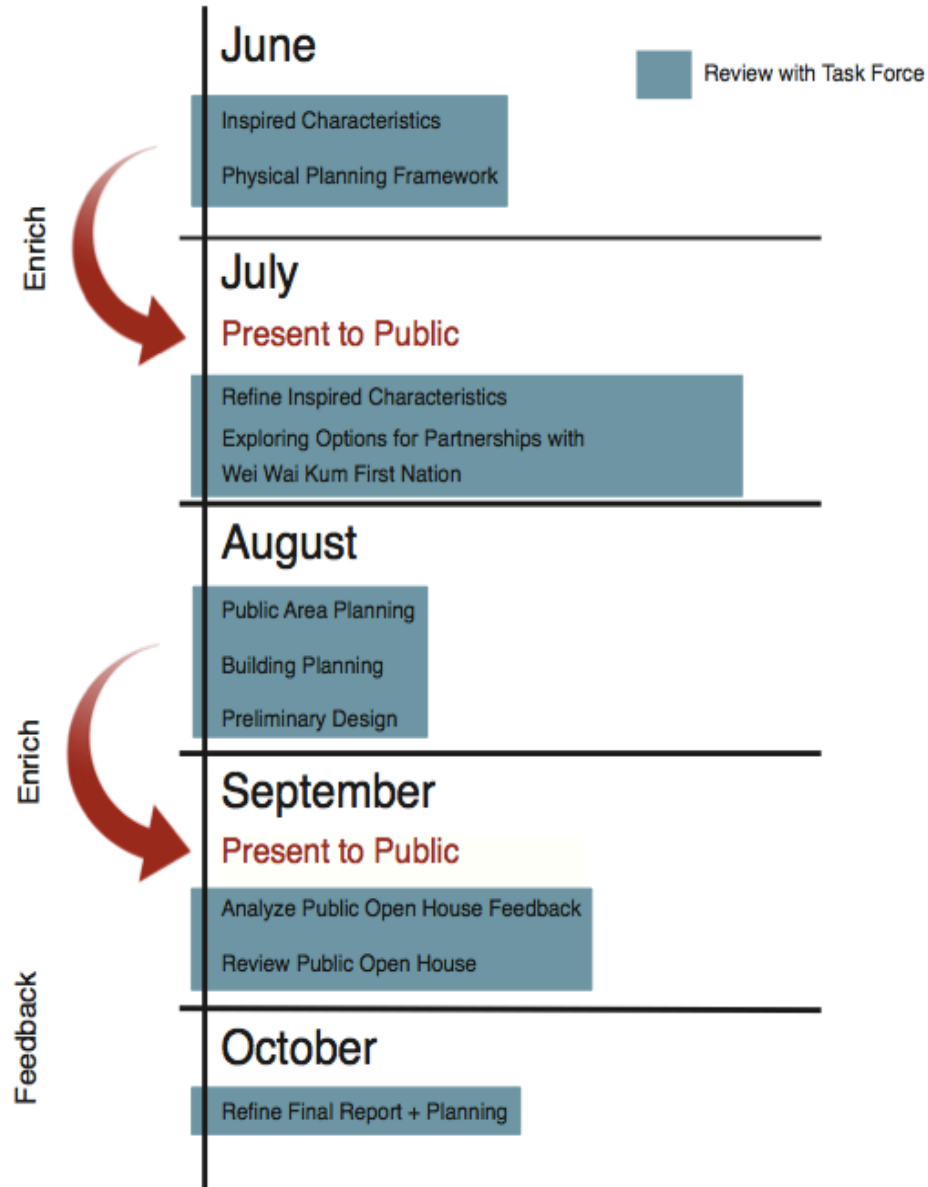 June
Review with Task Force
Inspired Characteristics
Physical Planning Framework
Enrich
July
Present to Public
Refine Inspired Characteristics
Exploring Options for Partnerships with
Wei Wai Kum First Nation
August
Public Area Planning
Building Planning
Preliminary Design
Enrich
September
Present to Public
Analyze Public Open House Feedback
Review Public Open House
Feedback
October
Refine Final Report + Planning